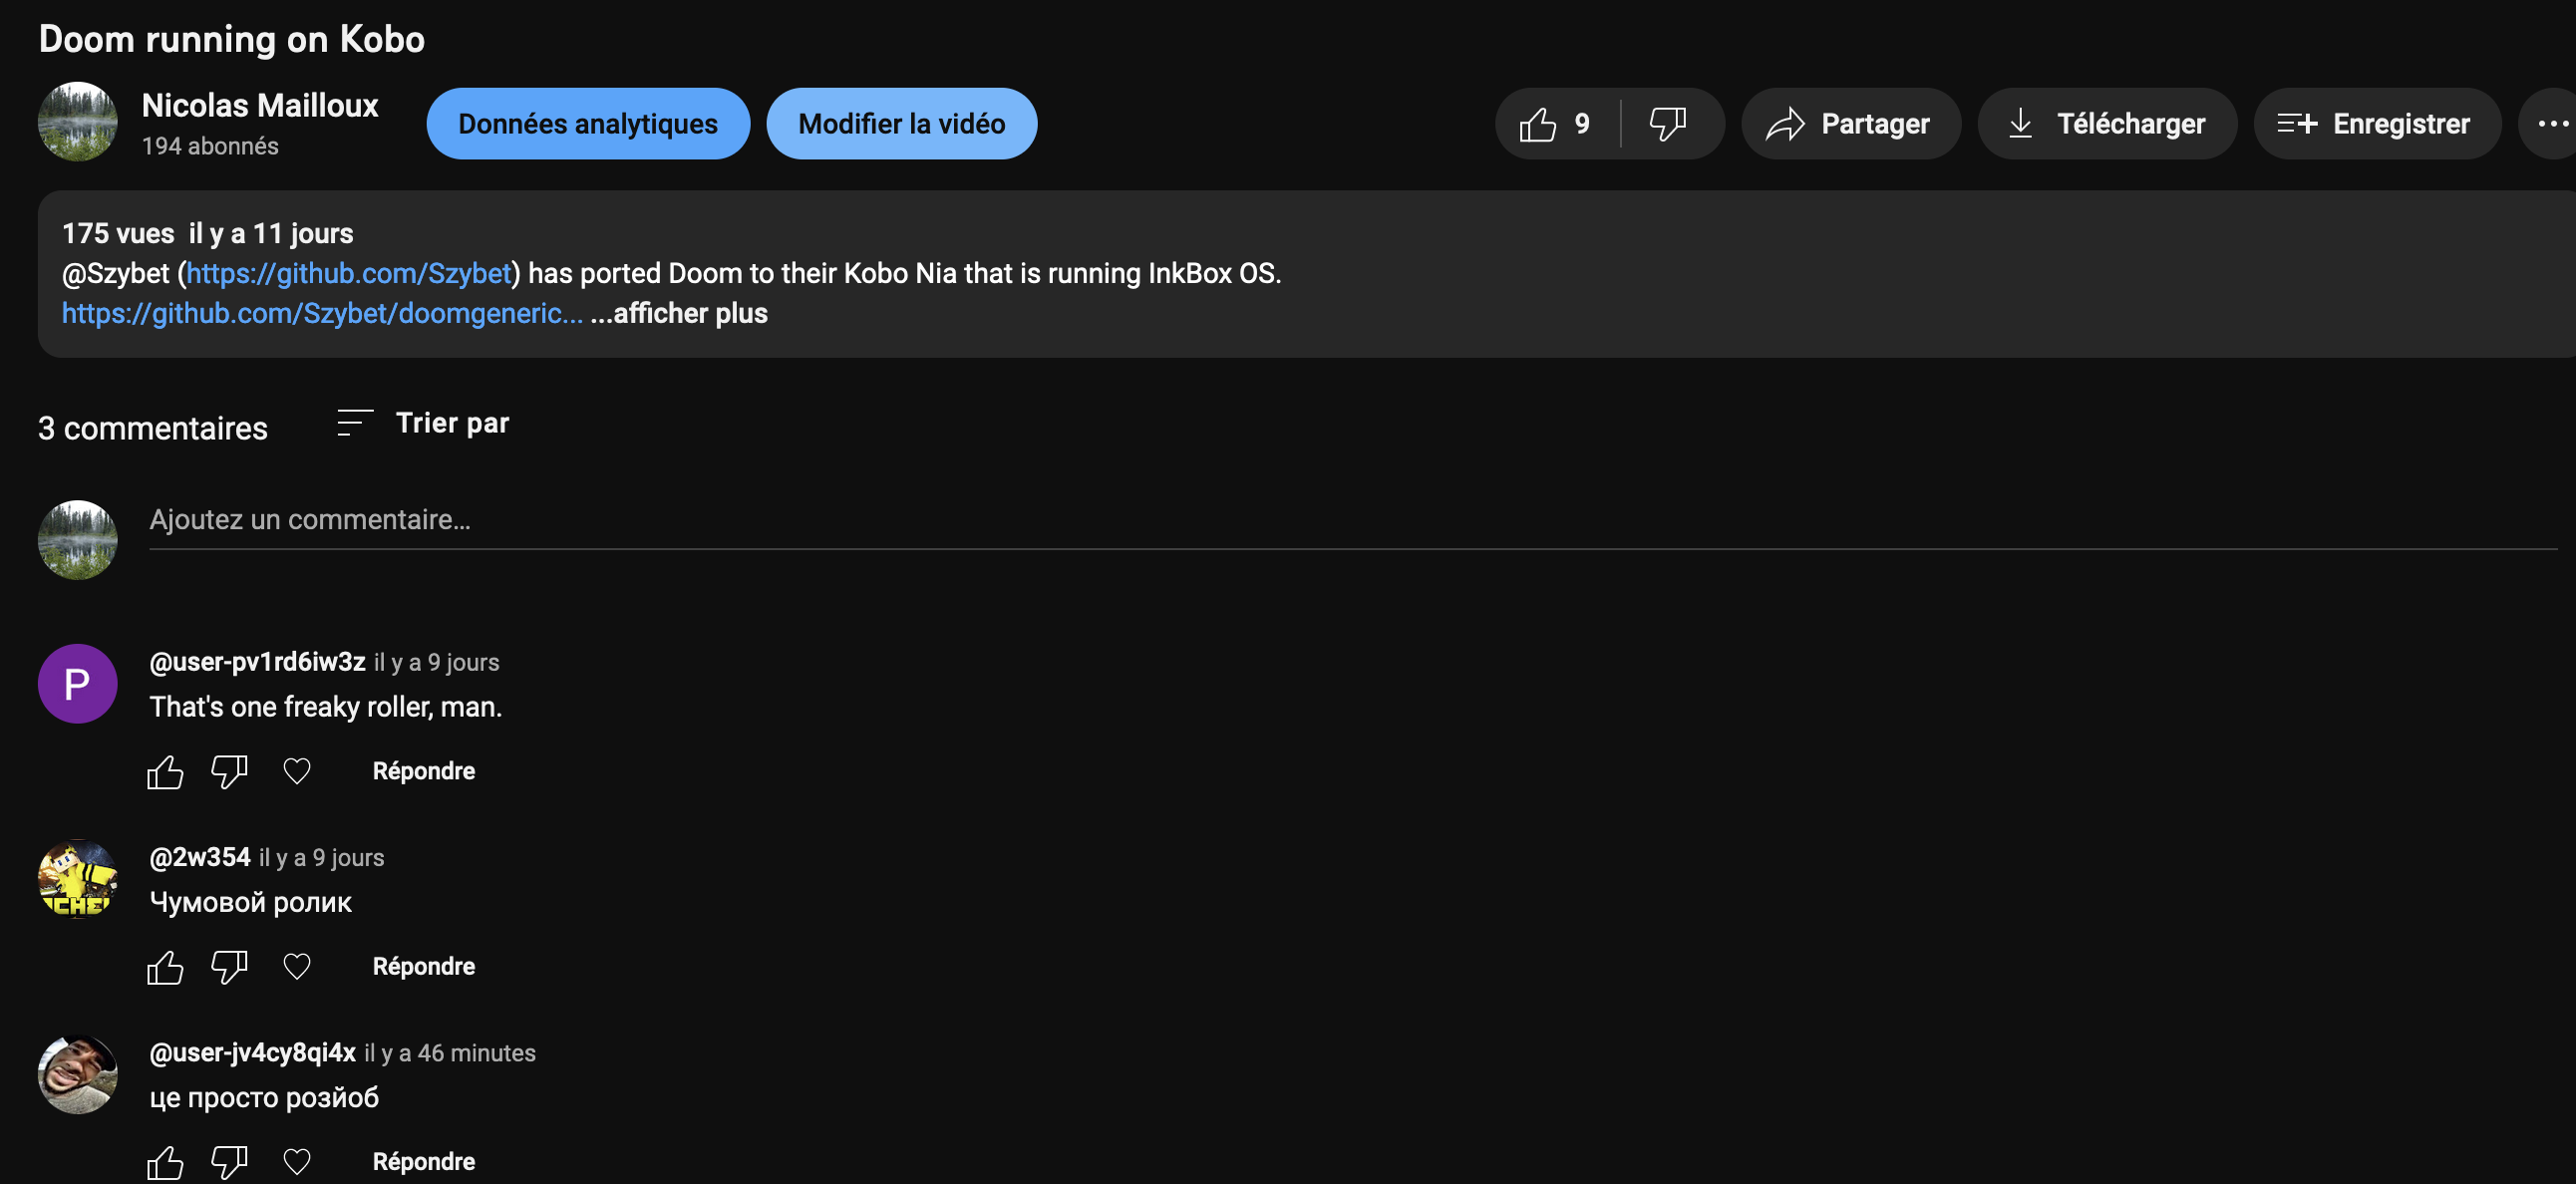 Doom running on Kobo
Nicolas Mailloux
194 abonnés
Données analytiques
Modifier la vidéo
9
Partager
Télécharger
Enregistrer
175 vues il y a 11 jours
@Szybet (https://github.com/Szybet) has ported Doom to their Kobo Nia that is running InkBox OS.
https://github.com/Szybet/doomgeneric... ...afficher plus
3 commentaires
Trier par
Ajoutez un commentaire...
P
@user-pv1rd6iw3z il y a 9 jours
That's one freaky roller, man.
Répondre
@2w354 il y a 9 jours
Чумовой ролик
Répondre
@user-jv4cy8qi4x il y a 46 minutes
це просто розйоб
Répondre